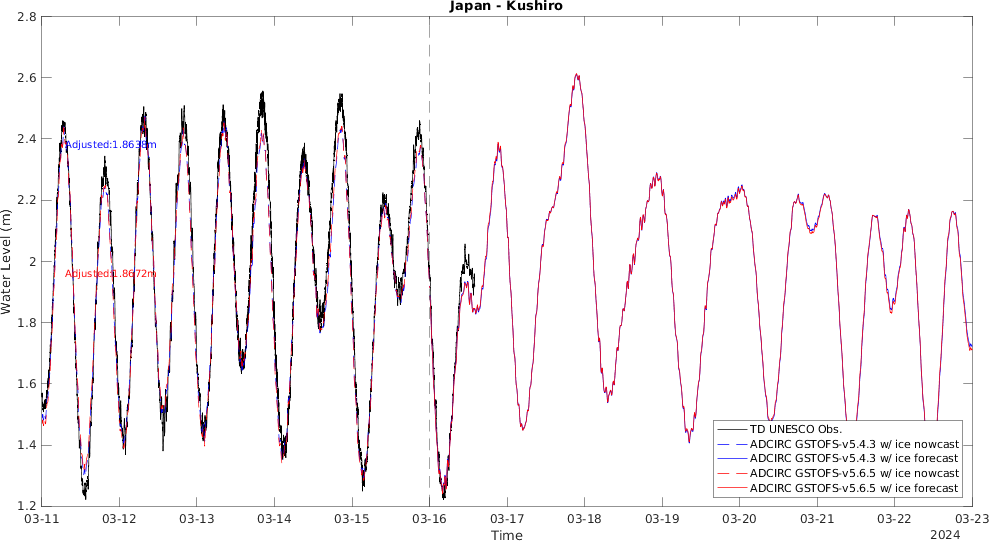 Japan - Kushiro
2.8
2.6
2.4
2.2
2
1.8
1.6
1.4
1.2
Water Level (m)
Adjusted:1.8638m
Adjusted:1.8672m
TD UNESCO Obs.
ADCIRC GSTOFS-v5.4.3 w/ ice nowcast
ADCIRC GSTOFS-v5.4.3 w/ ice forecast
ADCIRC GSTOFS-v5.6.5 w/ ice nowcast
ADCIRC GSTOFS-v5.6.5 w/ ice forecast
03-11 03-12 03-13 03-14 03-15 03-16 03-17 03-18 03-19 03-20 03-21 03-22 03-23
Time
2024